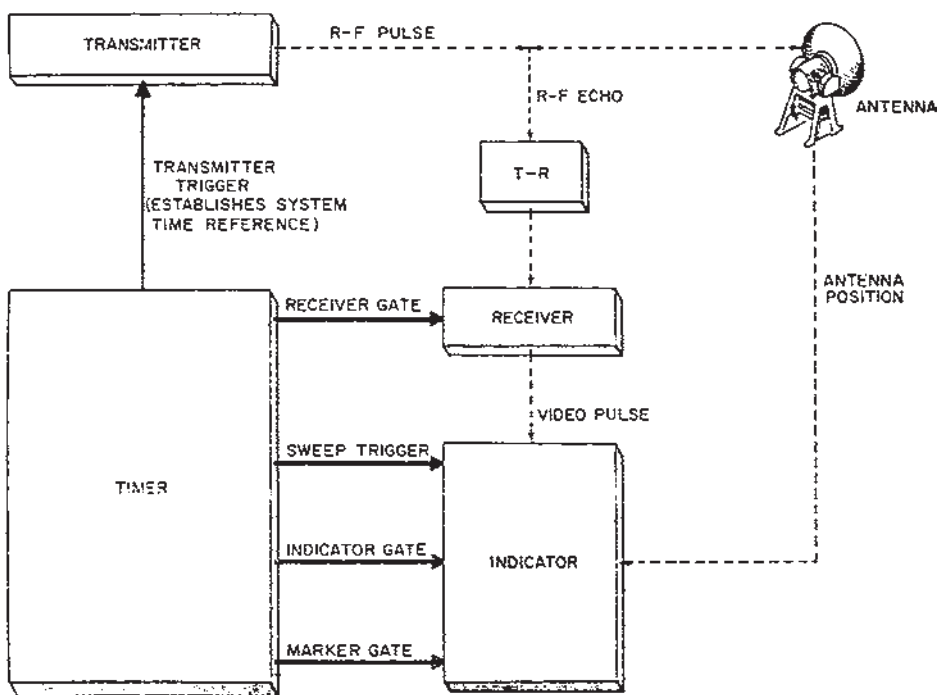 TRANSMITTER
R-F PULSE
R-F ECHO
ANTENNA
T-R
TRANSMITTER
TRIGGER
(ESTABLISHES SYSTEM
TIME REFERENCE)
ANTENNA
POSITION
RECEIVER GATE
RECEIVER
VIDEO PULSE
SWEEP TRIGGER
TIMER
INDICATOR GATE
INDICATOR
MARKER GATE